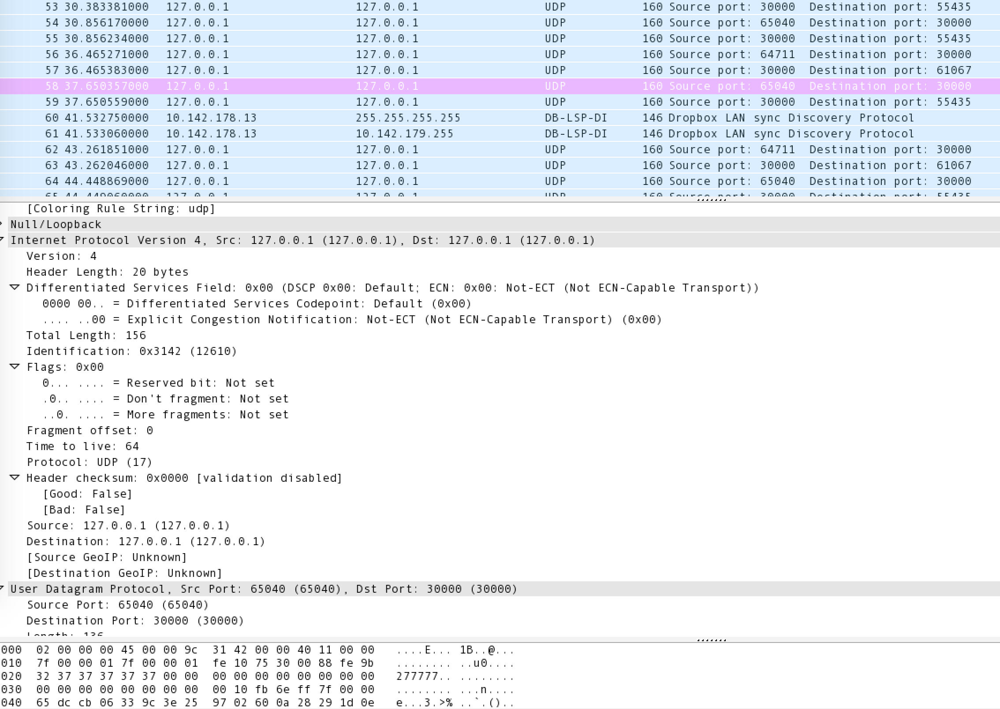 53 30.383381000 127.0.0.1 127.0.0.1 UDP 160 Source port: 30000 Destination port: 55435
54 30.856170000 127.0.0.1 127.0.0.1 UDP 160 Source port: 65040 Destination port: 30000
55 30.856234000 127.0.0.1 127.0.0.1 UDP 160 Source port: 30000 Destination port: 55435
56 36.465271000 127.0.0.1 127.0.0.1 UDP 160 Source port: 64711 Destination port: 30000
57 36.465383000 127.0.0.1 127.0.0.1 UDP 160 Source port: 30000 Destination port: 61067
58 37.650357000 127.0.0.1 127.0.0.1 UDP 160 Source port: 65040 Destination port: 30000
59 37.650559000 127.0.0.1 127.0.0.1 UDP 160 Source port: 30000 Destination port: 55435
60 41.532750000 10.142.178.13 255.255.255.255 DB-LSP-DI 146 Dropbox LAN sync Discovery Protocol
61 41.533060000 10.142.178.13 10.142.179.255 DB-LSP-DI 146 Dropbox LAN sync Discovery Protocol
62 43.261851000 127.0.0.1 127.0.0.1 UDP 160 Source port: 64711 Destination port: 30000
63 43.262046000 127.0.0.1 127.0.0.1 UDP 160 Source port: 30000 Destination port: 61067
64 44.448869000 127.0.0.1 127.0.0.1 UDP 160 Source port: 65040 Destination port: 30000
65 44.449060000 127.0.0.1 127.0.0.1 UDP 160 Source port: 30000 Destination port: 55435
[Coloring Rule String: udp]
Null/Loopback
Internet Protocol Version 4, Src: 127.0.0.1 (127.0.0.1), Dst: 127.0.0.1 (127.0.0.1)
Version: 4
Header Length: 20 bytes
Differentiated Services Field: 0x00 (DSCP 0x00: Default; ECN: 0x00: Not-ECT (Not ECN-Capable Transport))
0000 00.. = Differentiated Services Codepoint: Default (0x00)
.... ..00 = Explicit Congestion Notification: Not-ECT (Not ECN-Capable Transport) (0x00)
Total Length: 156
Identification: 0x3142 (12610)
Flags: 0x00
0... .... = Reserved bit: Not set
.0.. .... = Don't fragment: Not set
..0. .... = More fragments: Not set
Fragment offset: 0
Time to live: 64
Protocol: UDP (17)
Header checksum: 0x0000 [validation disabled]
[Good: False]
[Bad: False]
Source: 127.0.0.1 (127.0.0.1)
Destination: 127.0.0.1 (127.0.0.1)
[Source GeoIP: Unknown]
[Destination GeoIP: Unknown]
User Datagram Protocol, Src Port: 65040 (65040), Dst Port: 30000 (30000)
Source Port: 65040 (65040)
Destination Port: 30000 (30000)
Length: 136
000 02 00 00 00 45 00 00 9c 31 42 00 00 40 11 00 00 ....E... 1B..@...
010 7f 00 00 01 7f 00 00 01 fe 10 75 30 00 88 fe 9b ........ ..u0....
020 32 37 37 37 37 37 00 00 00 00 00 00 00 00 00 00 277777.. ........
030 00 00 00 00 00 00 00 00 00 10 fb 6e ff 7f 00 00 ........ ...n....
040 65 dc cb 06 33 9c 3e 25 97 02 60 0a 28 29 1d 0e e...3.>% ..`.()..